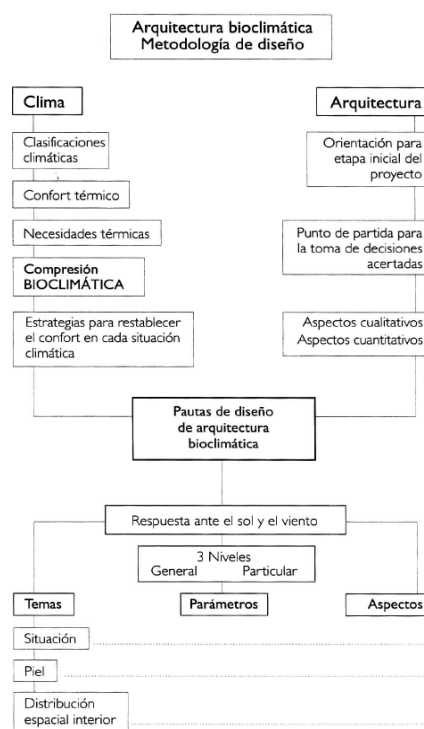 Arquitectura bioclimática
Metodología de diseño
Clima
Clasificaciones
climáticas
Confort térmico
Necesidades térmicas
Compresión
BIOCLIMÁTICA
Estrategias para restablecer
el confort en cada situación
climática
Arquitectura
Orientación para
etapa inicial del
proyecto
Punto de partida para
la toma de decisiones
acertadas
Aspectos cualitativos
Aspectos cuantitativos
Pautas de diseño
de arquitectura
bioclimática
Respuesta ante el sol y el viento
3 Niveles
General Particular
Temas
Parámetros
Aspectos
Situación
Piel
Distribución
espacial interior